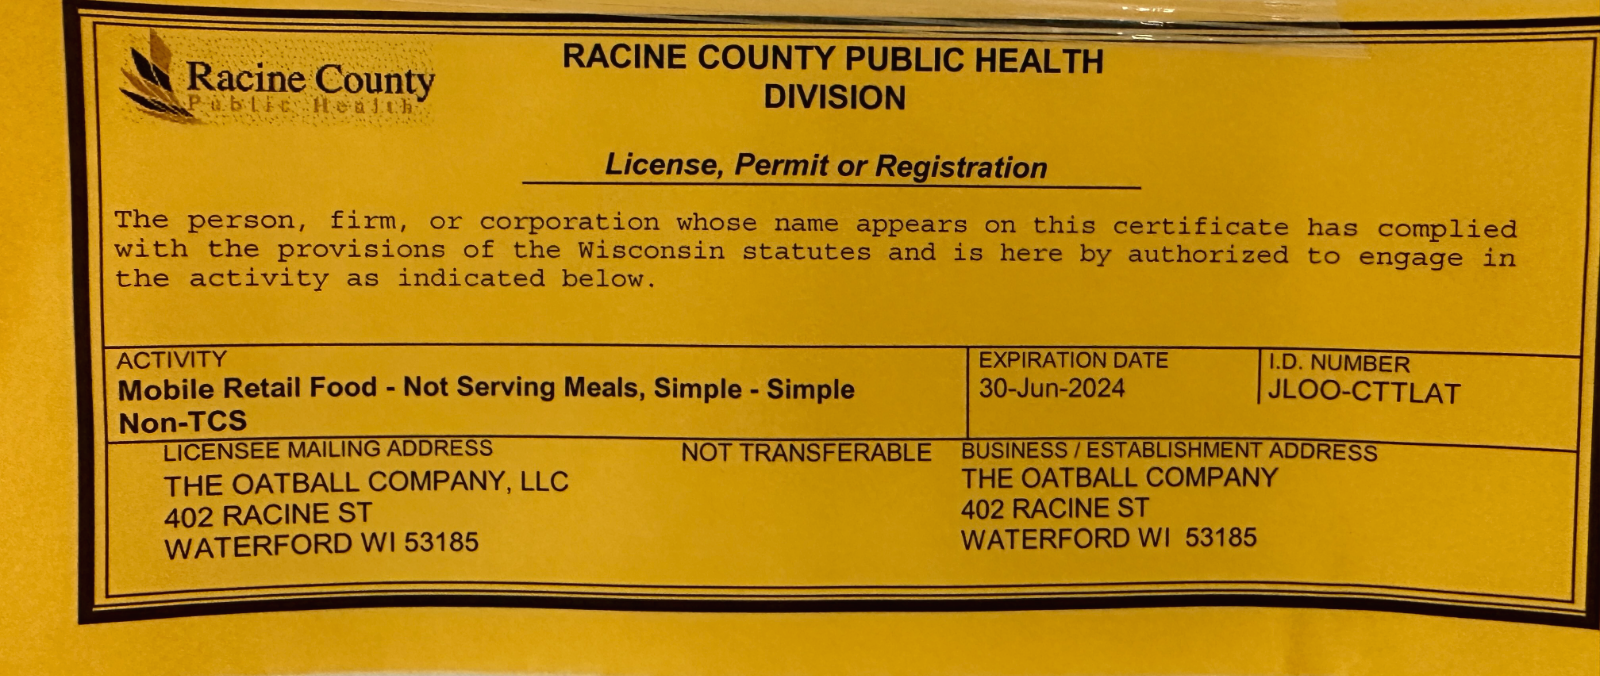 Racine County
Public Health
RACINE COUNTY PUBLIC HEALTH
DIVISION
License, Permit or Registration
The person, firm, or corporation whose name appears on this certificate has complied
with the provisions of the Wisconsin statutes and is here by authorized to engage in
the activity as indicated below.
ACTIVITY
Mobile Retail Food - Not Serving Meals, Simple - Simple
Non-TCS
EXPIRATION DATE
30-Jun-2024
I.D. NUMBER
JLOO-CTTLAT
LICENSEE MAILING ADDRESS
THE OATBALL COMPANY, LLC
402 RACINE ST
WATERFORD WI 53185
NOT TRANSFERABLE
BUSINESS / ESTABLISHMENT ADDRESS
THE OATBALL COMPANY
402 RACINE ST
WATERFORD WI  53185